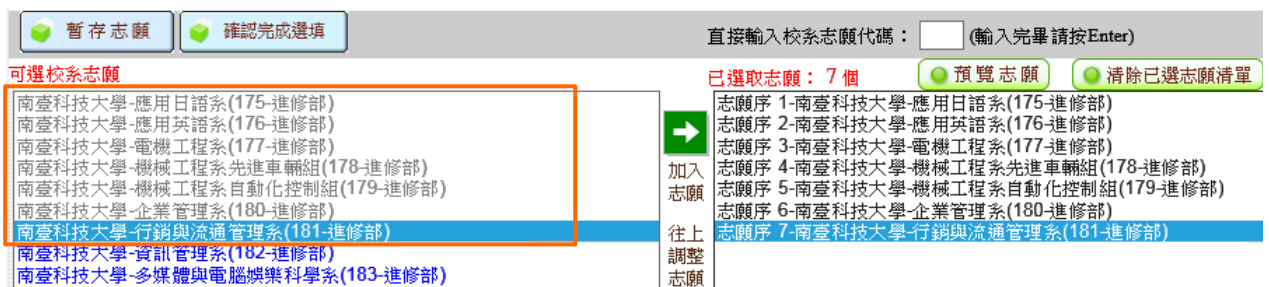 暫存志願
確認完成選填
直接輸入校系志願代碼：
(輸入完畢請按Enter)
可選校系志願
已選取志願： 7 個
預覽志願
清除已選志願清單
南臺科技大學-應用日語系(175-進修部)
南臺科技大學-應用英語系(176-進修部)
南臺科技大學-電機工程系(177-進修部)
南臺科技大學-機械工程系先進車輛組(178-進修部)
南臺科技大學-機械工程系自動化控制組(179-進修部)
南臺科技大學-企業管理系(180-進修部)
南臺科技大學-行銷與流通管理系(181-進修部)
南臺科技大學-資訊管理系(182-進修部)
南臺科技大學-多媒體與電腦娛樂科學系(183-進修部)
加入
志願
往上
調整
志願
志願序 1-南臺科技大學-應用日語系(175-進修部)
志願序 2-南臺科技大學-應用英語系(176-進修部)
志願序 3-南臺科技大學-電機工程系(177-進修部)
志願序 4-南臺科技大學-機械工程系先進車輛組(178-進修部)
志願序 5-南臺科技大學-機械工程系自動化控制組(179-進修部)
志願序 6-南臺科技大學-企業管理系(180-進修部)
志願序 7-南臺科技大學-行銷與流通管理系(181-進修部)